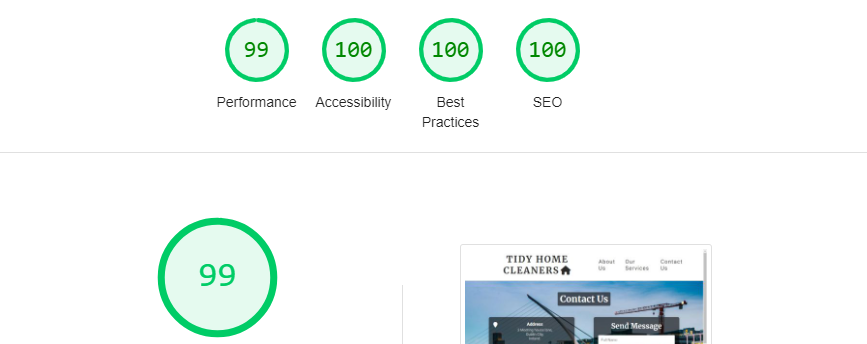 99
100
100
100
Performance
Accessibility
Best
Practices
SEO
99
TIDY HOME
CLEANERS
About
Us
Our
Services
Contact
Us
Contact Us
Address
Send Message